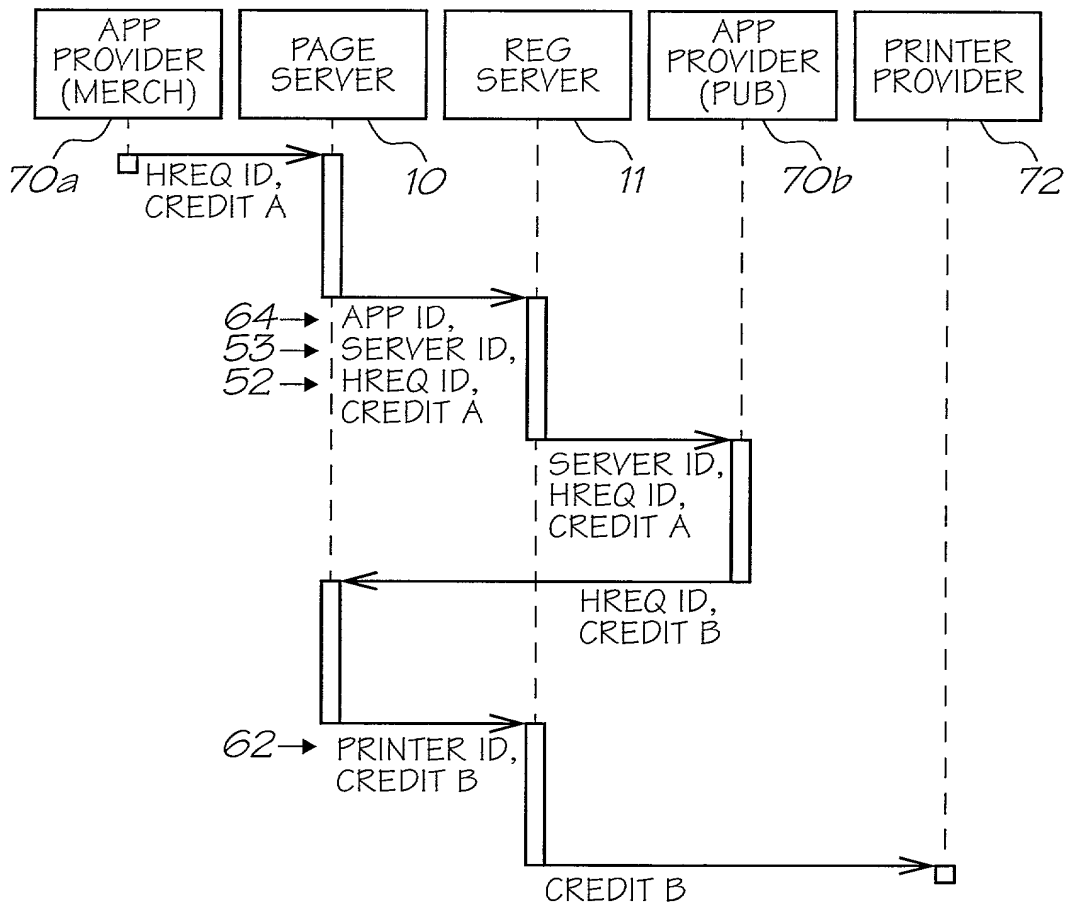 APP
PROVIDER
(MERCH)
PAGE
SERVER
REG
SERVER
APP
PROVIDER
(PUB)
PRINTER
PROVIDER
70a
10
11
70b
72
HREQ ID,
CREDIT A
64
APP ID,
53
SERVER ID,
52
HREQ ID,
CREDIT A
SERVER ID,
HREQ ID,
CREDIT A
HREQ ID,
CREDIT B
62
PRINTER ID,
CREDIT B
CREDIT B